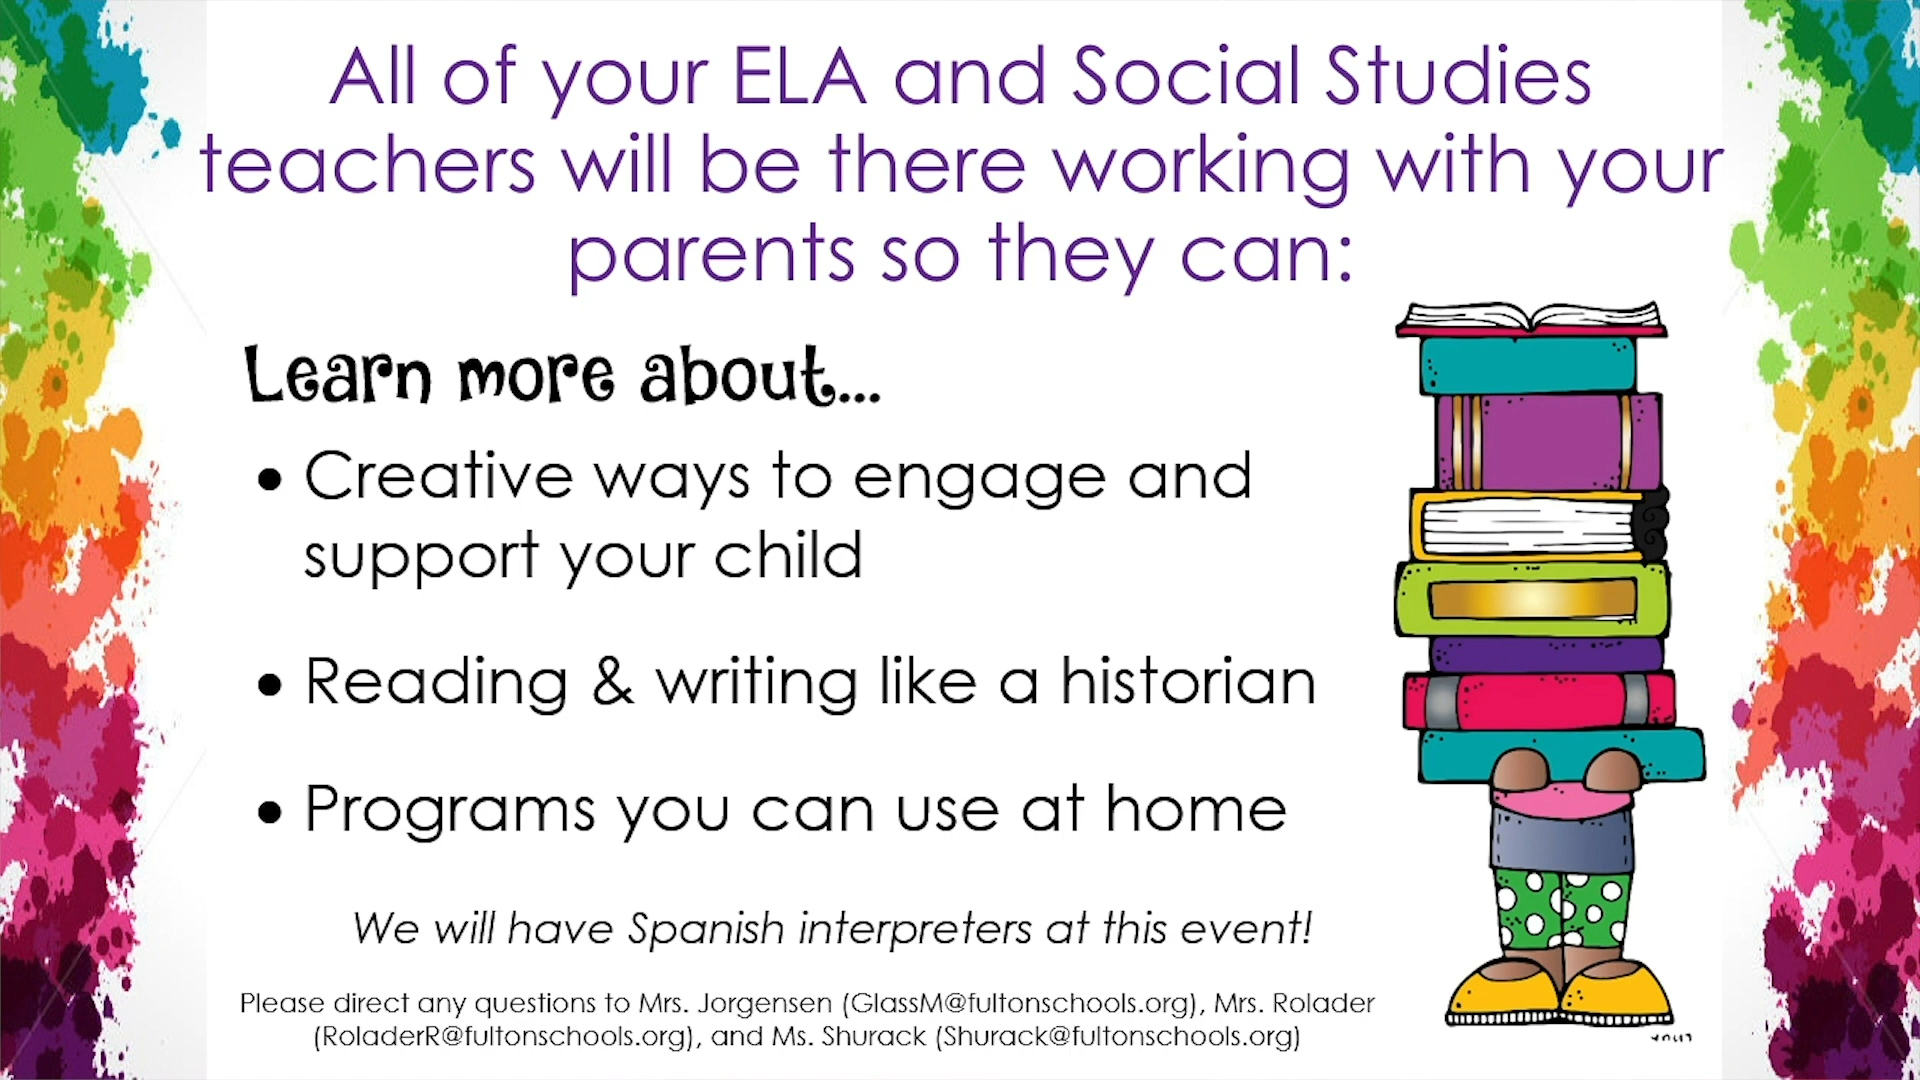 All of your ELA and Social Studies
teachers will be there working with your
parents so they can:
Learn more about...
• Creative ways to engage and
support your child
• Reading & writing like a historian
• Programs you can use at home
We will have Spanish interpreters at this event!
Please direct any questions to Mrs. Jorgensen (GlassM@fultonschools.org), Mrs. Rolader
(RoladerR@fultonschools.org), and Ms. Shurack (Shurack@fultonschools.org)